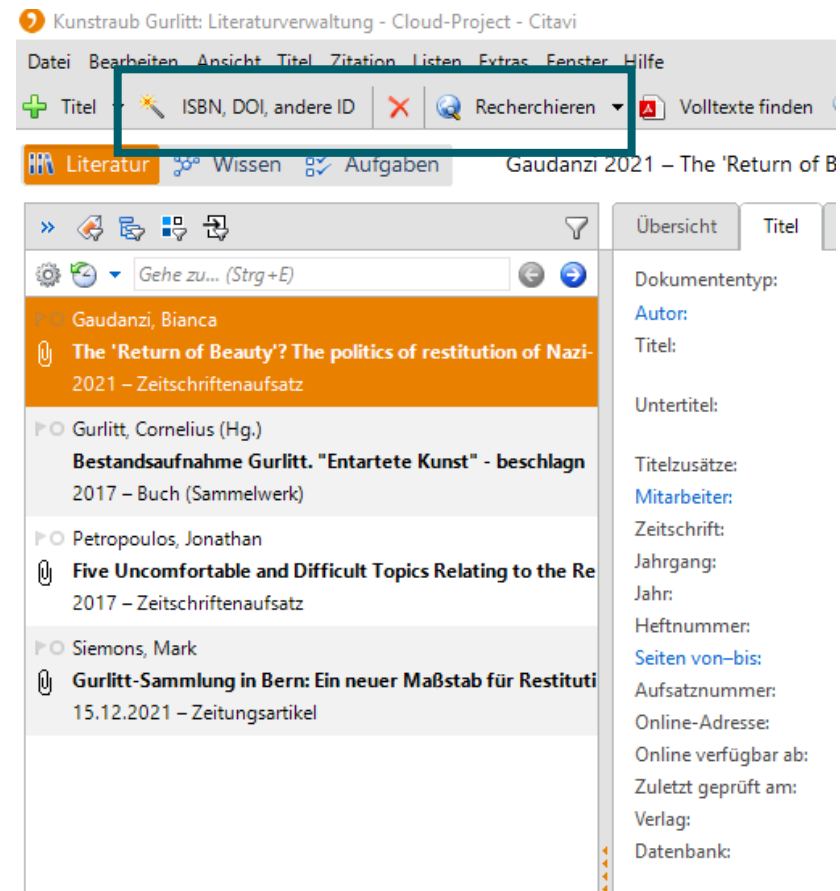 Kunstraub Gurlitt: Literaturverwaltung - Cloud-Project - Citavi
Datei Bearbeiten Ansicht Titel Zitation Listen Extras Fenster Hilfe
Titel ISBN, DOI, andere ID Recherchieren Volltexte finden
Literatur Wissen Aufgaben Gaudanzi 2021 – The 'Return of B
Übersicht Titel
Gehe zu... (Strg+E)
Gaudanzi, Bianca
The 'Return of Beauty'? The politics of restitution of Nazi-
2021 – Zeitschriftenaufsatz
Gurlitt, Cornelius (Hg.)
Bestandsaufnahme Gurlitt. "Entartete Kunst" - beschlagn
2017 – Buch (Sammelwerk)
Petropoulos, Jonathan
Five Uncomfortable and Difficult Topics Relating to the Re
2017 – Zeitschriftenaufsatz
Siemons, Mark
Gurlitt-Sammlung in Bern: Ein neuer Maßstab für Restituti
15.12.2021 – Zeitungsartikel
Dokumententyp:
Autor:
Titel:
Untertitel:
Titelzusätze:
Mitarbeiter:
Zeitschrift:
Jahrgang:
Jahr:
Heftnummer:
Seiten von–bis:
Aufsatznummer:
Online-Adresse:
Online verfügbar ab:
Zuletzt geprüft am:
Verlag:
Datenbank: